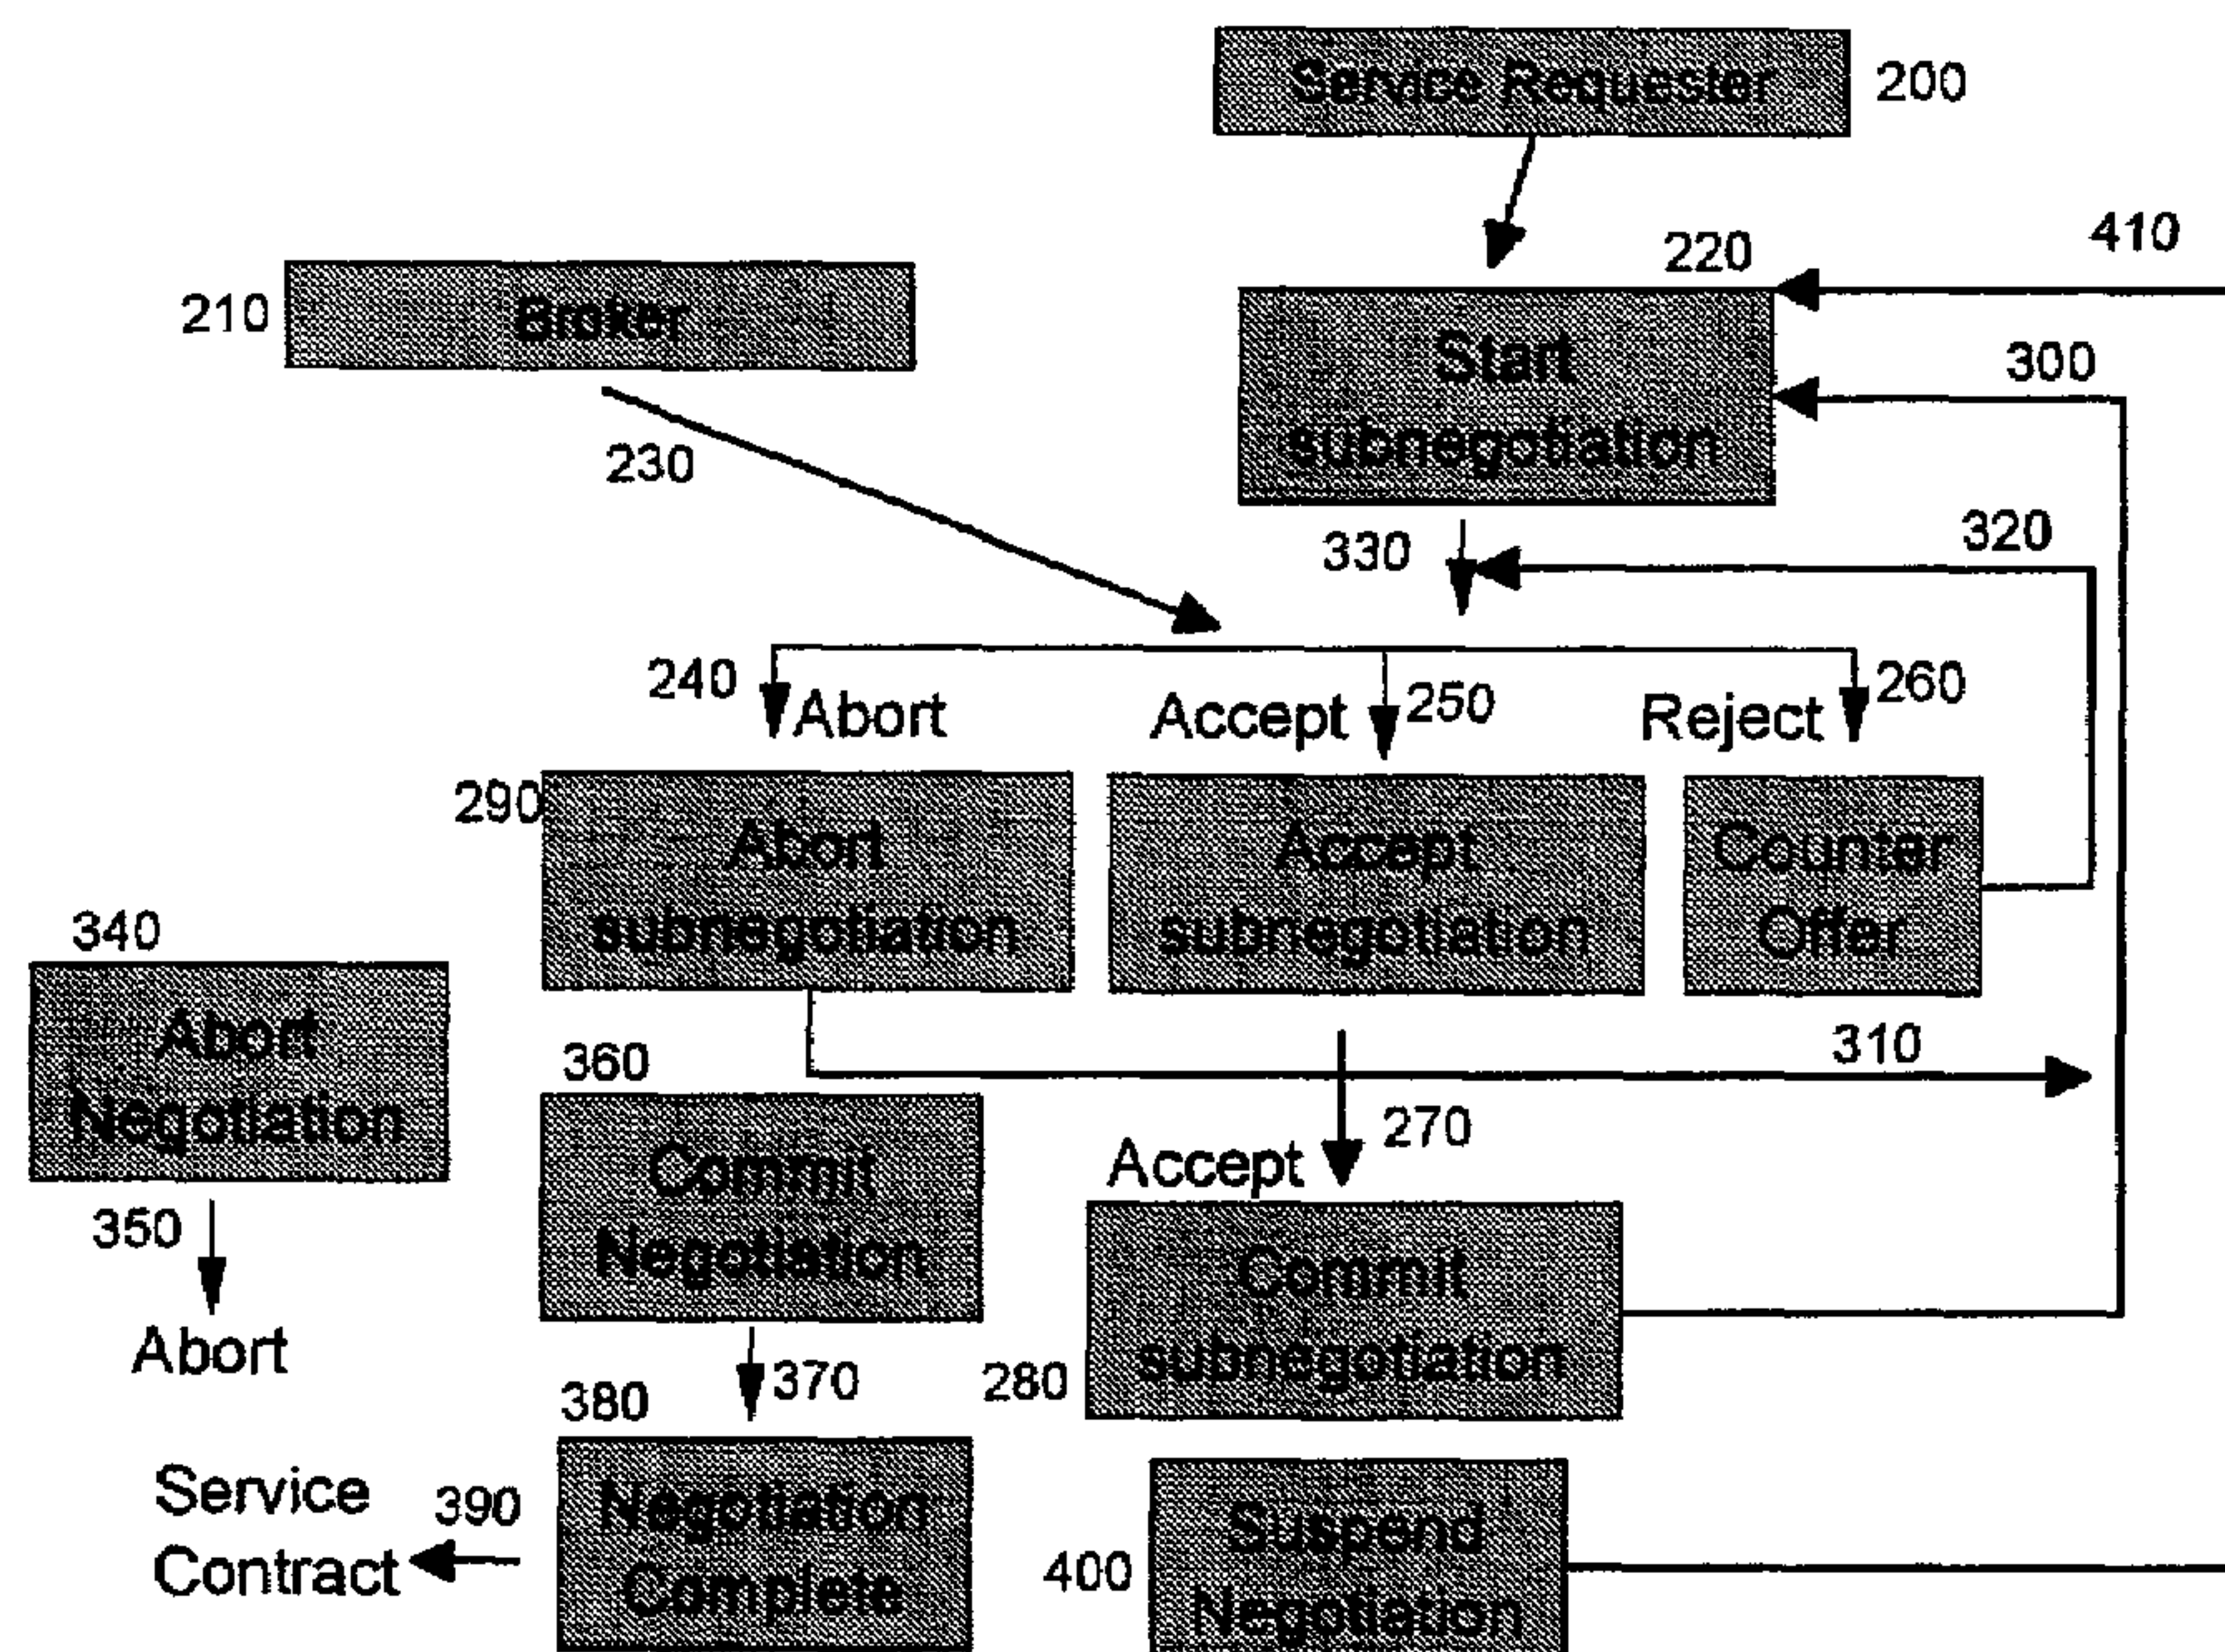 Service Requester 200
410
220
210 Broker
300
Start
subnegotiation
230
320
330
240 Abort
Accept 250
Reject 260
290
Abort
subnegotiation
Accept
subnegotiation
Counter
Offer
340
Abort
Negotiation
310
360
270
Accept
Commit
Negotiation
350
Abort
Commit
subnegotiation
370
280
380
Service
Contract
390
Negotiation
Complete
Suspend
Negotiation
400